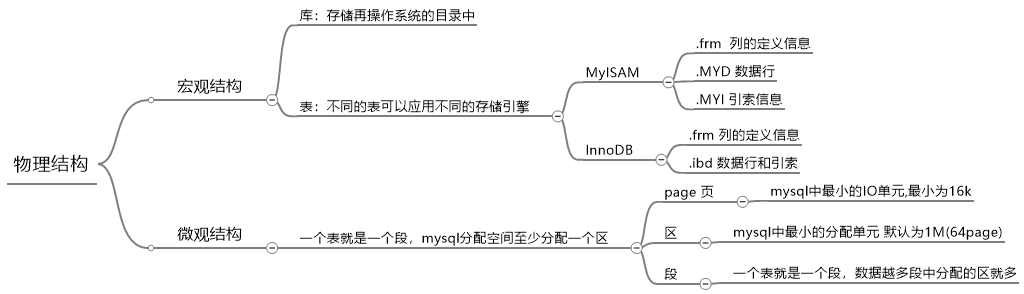 物理结构
宏观结构
库：存储再操作系统的目录中
表：不同的表可以应用不同的存储引擎
MyISAM
.frm 列的定义信息
.MYD 数据行
.MYI 引索信息
InnoDB
.frm 列的定义信息
.ibd 数据行和引索
微观结构
一个表就是一个段，mysql分配空间至少分配一个区
page 页
mysql中最小的IO单元,最小为16k
区
mysql中最小的分配单元 默认为1M(64page)
段
一个表就是一个段，数据越多段中分配的区就多